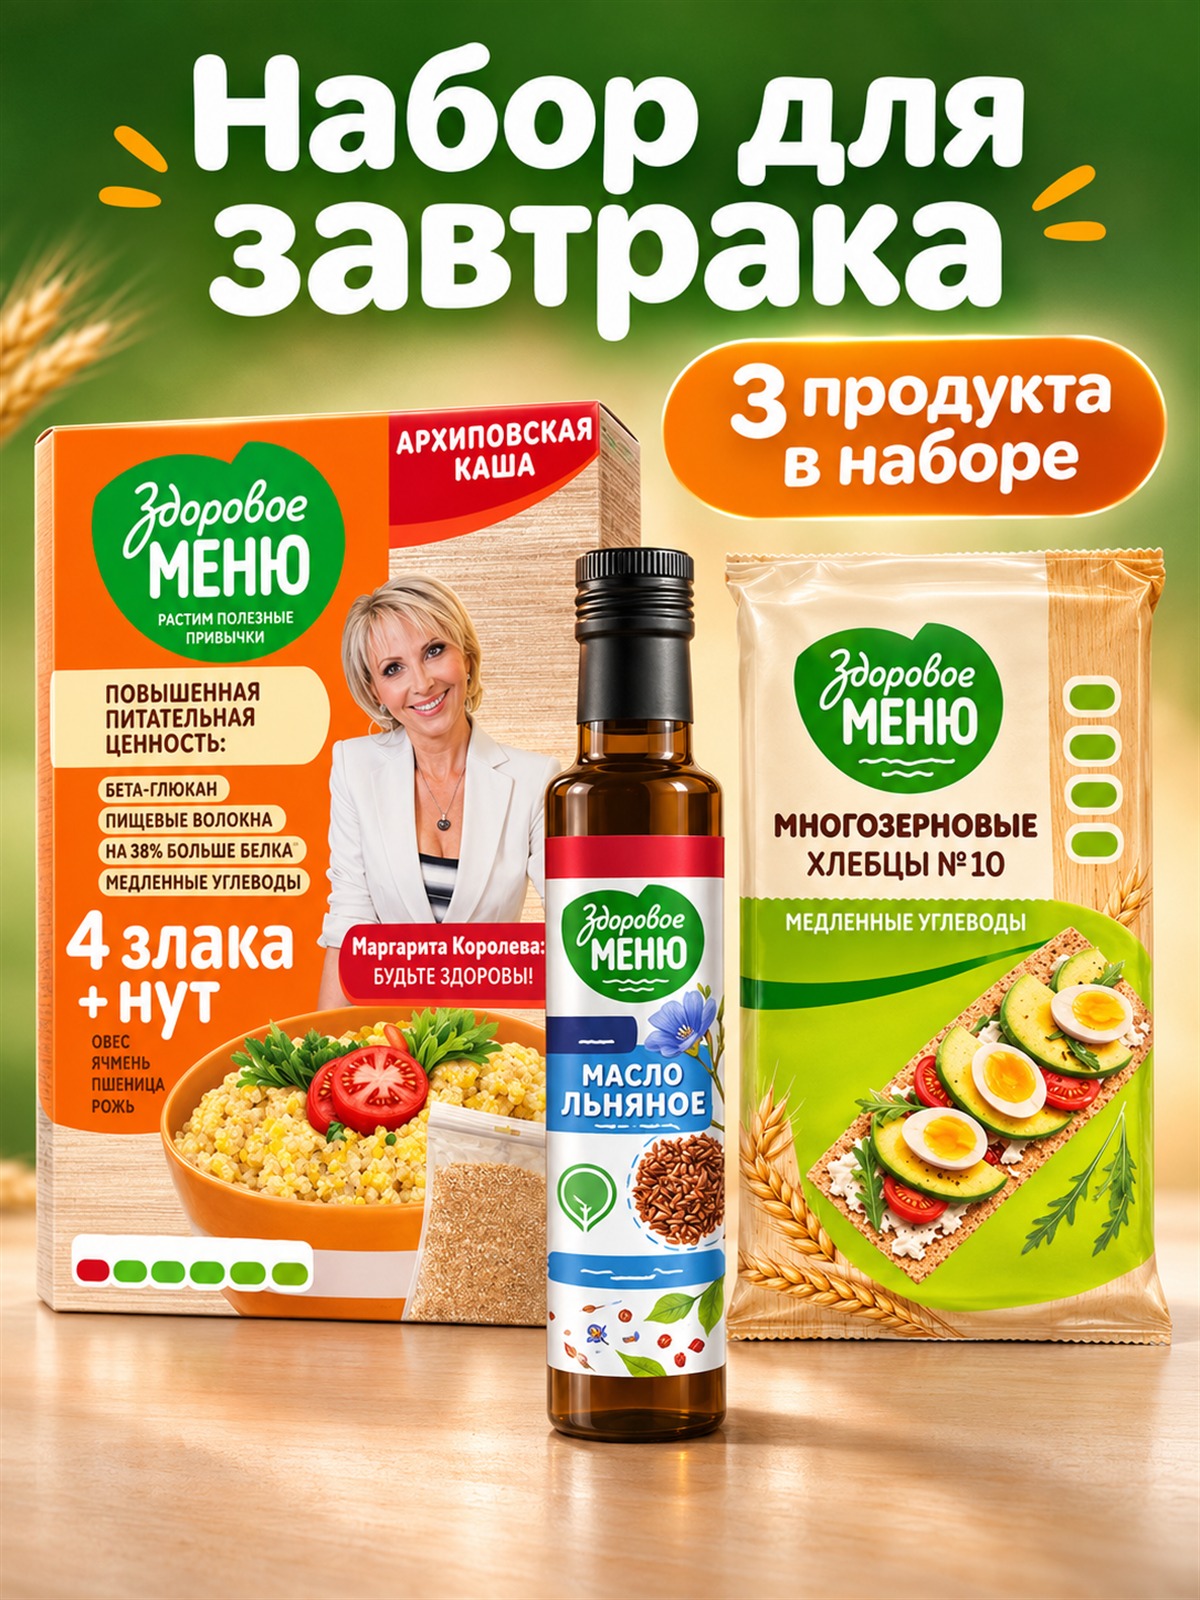 Набор для
завтрака
3 продукта
в наборе
АРХИПОВСКАЯ
КАША
Здоровое
МЕНЮ
РАСТИМ ПОЛЕЗНЫЕ
ПРИВЫЧКИ
ПОВЫШЕННАЯ
ПИТАТЕЛЬНАЯ
ЦЕННОСТЬ:
БЕТА-ГЛЮКАН
ПИЩЕВЫЕ ВОЛОКНА
НА 38% БОЛЬШЕ БЕЛКА
МЕДЛЕННЫЕ УГЛЕВОДЫ
4 злака
+ нут
ОВЕС
ЯЧМЕНЬ
ПШЕНИЦА
РОЖЬ
Маргарита Королева:
БУДЬТЕ ЗДОРОВЫ!
Здоровое
МЕНЮ
МАСЛО
ЛЬНЯНОЕ
Здоровое
МЕНЮ
МНОГОЗЕРНОВЫЕ
ХЛЕБЦЫ №10
МЕДЛЕННЫЕ УГЛЕВОДЫ